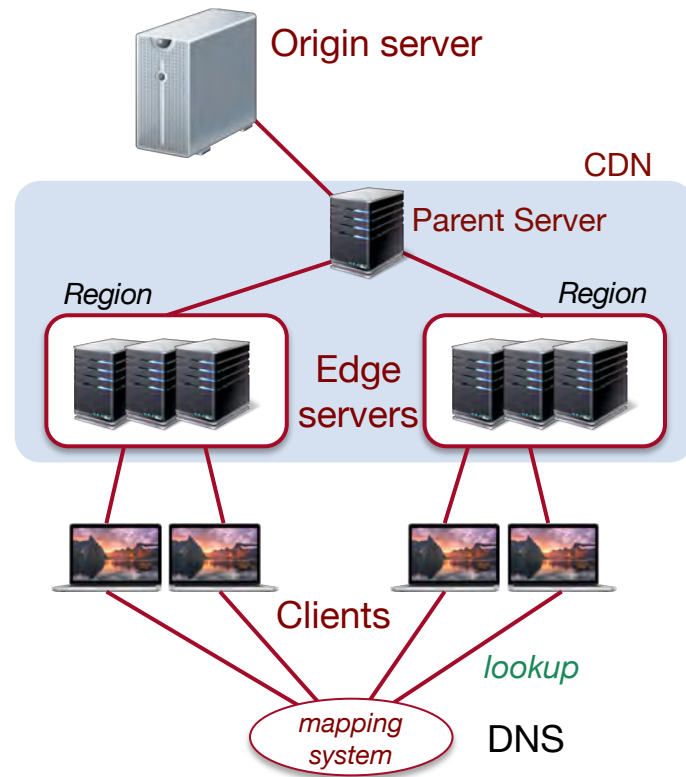 Origin server
CDN
Parent Server
Region
Region
Edge
servers
Clients
lookup
mapping
system
DNS